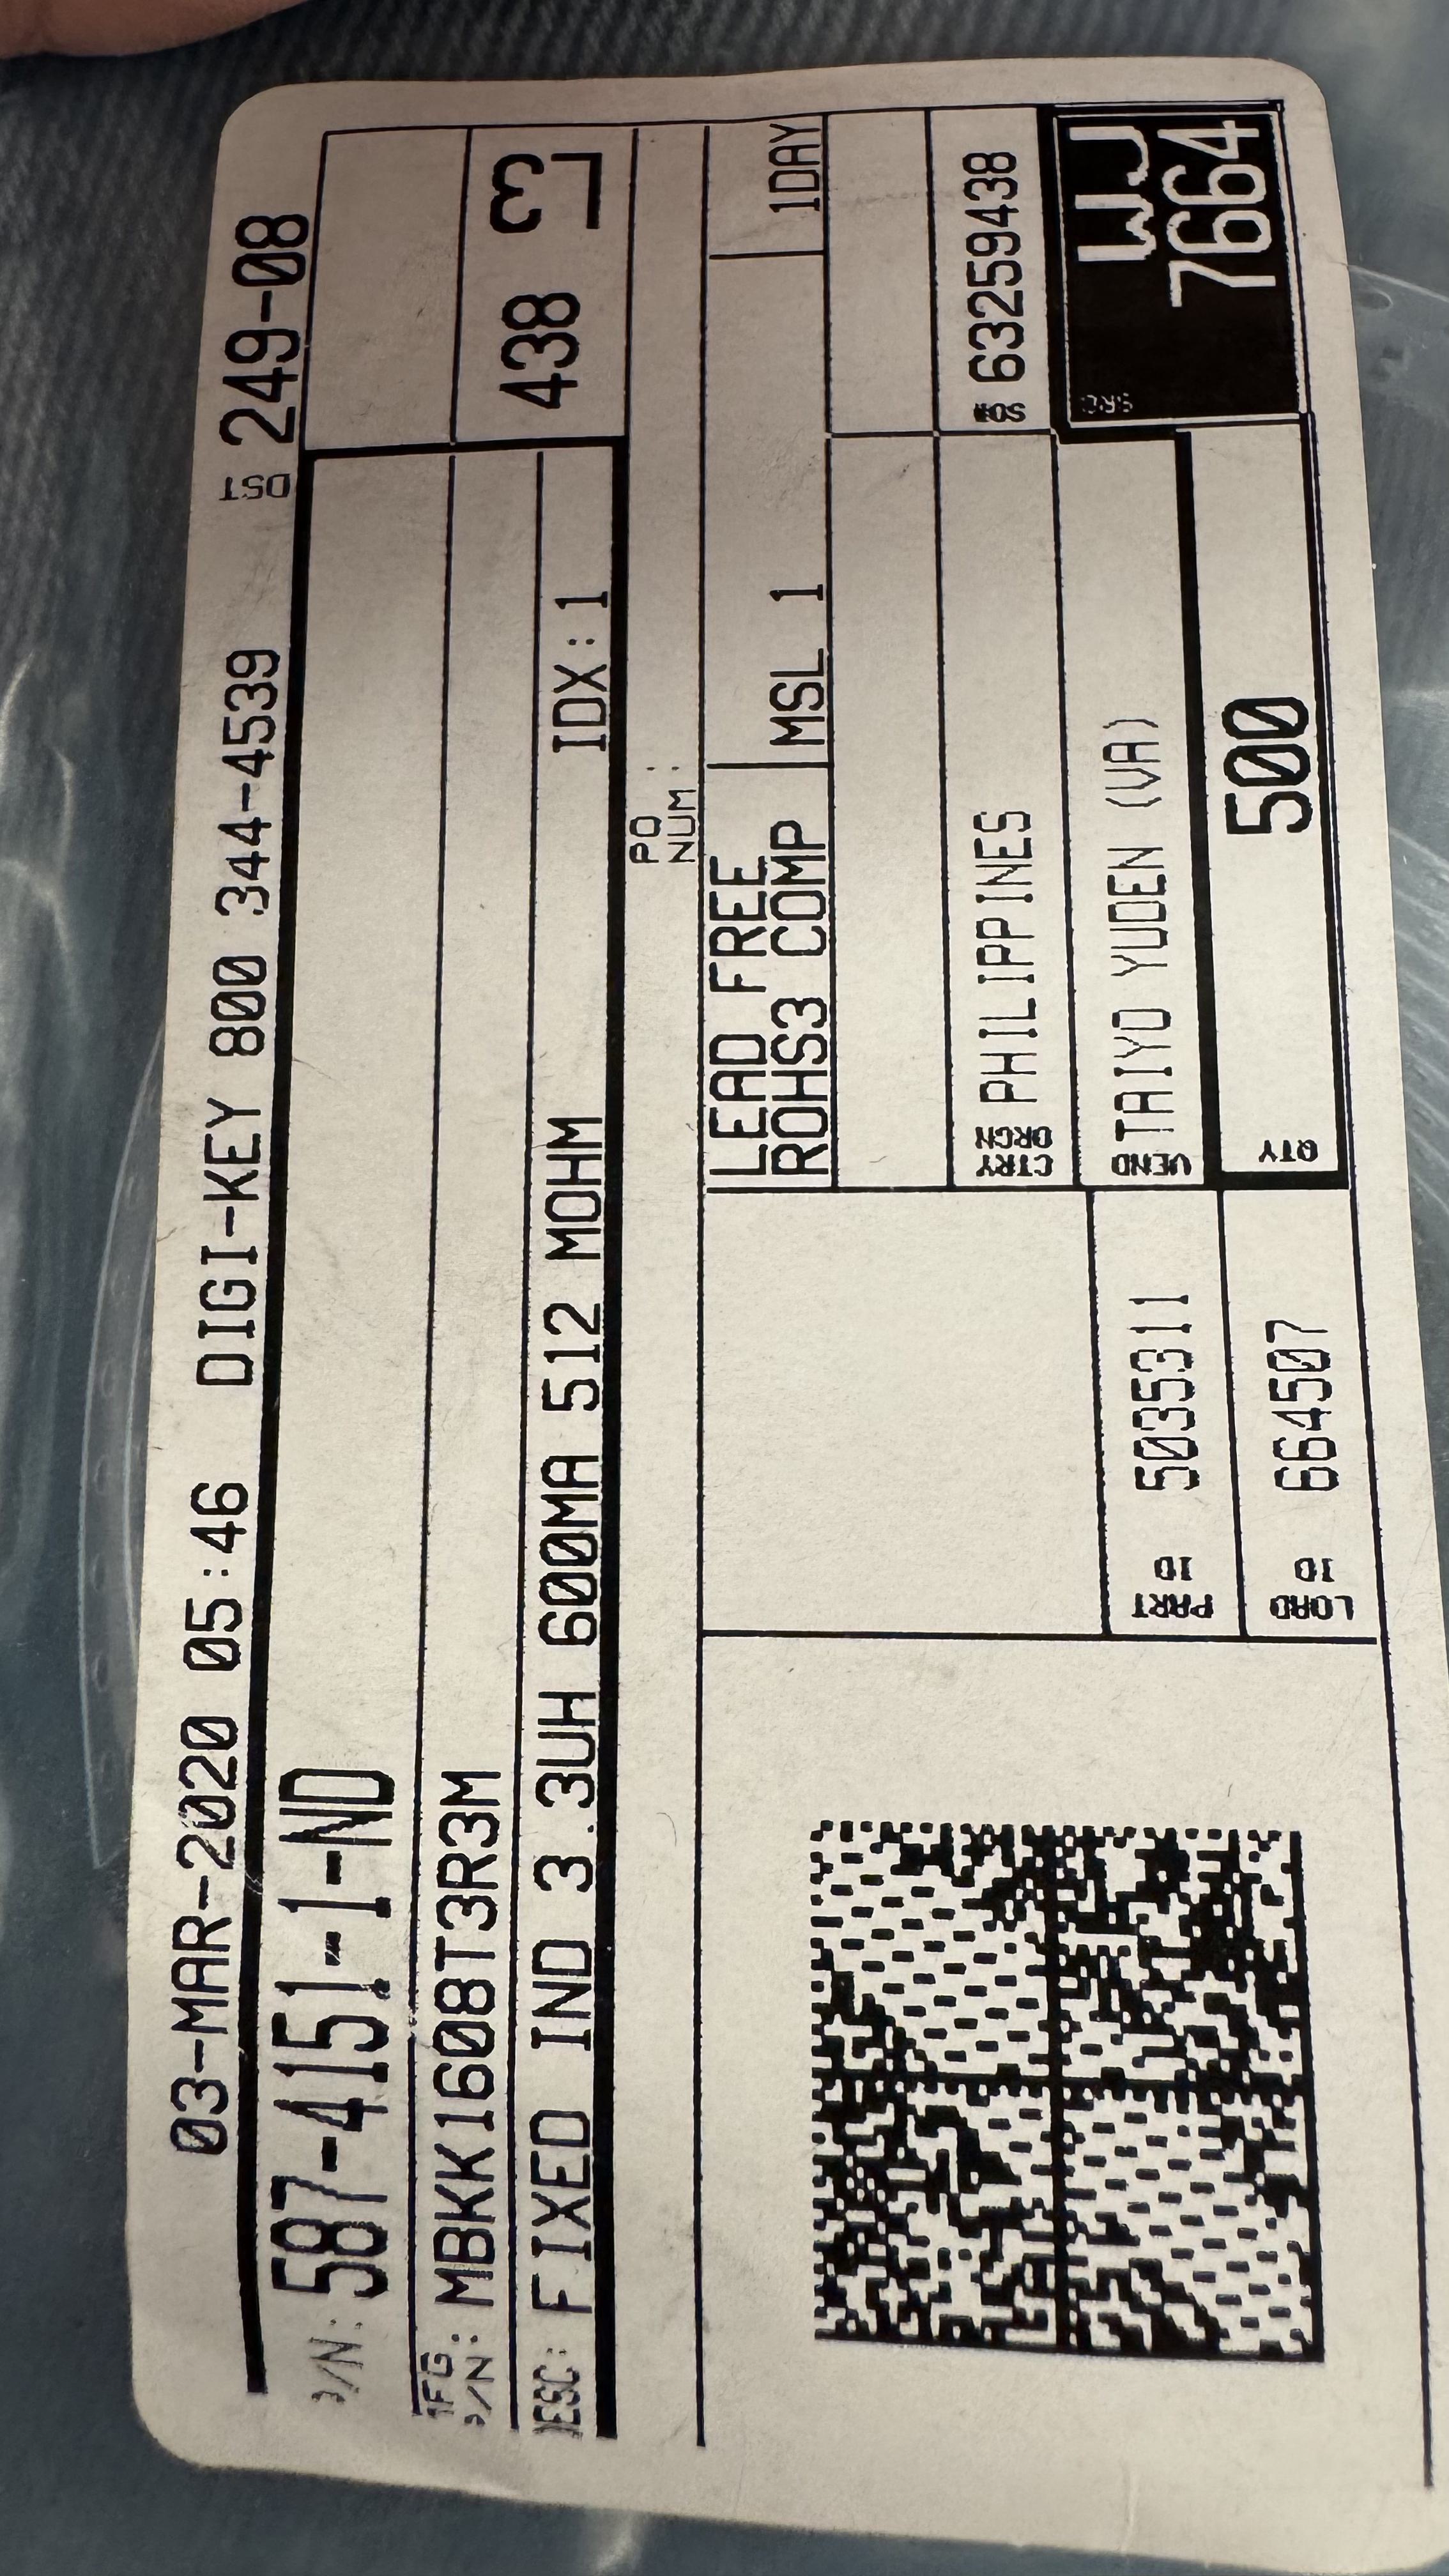 03-MAR-2020 05:46 DIGI-KEY 800 344-4539 DST 249-08
P/N: 587-4151-1-ND
MFG P/N: MBKK1608T3R3M
438 3
DESC: FIXED IND 3.3UH 600MA 512 MOHM IDX:1
PO NUM:
LEAD FREE
ROHS3 COMP MSL 1 1DAY
CTRY ORGN PHILIPPINES SO# 63259438
PART ID 5035311 VEND TAIYO YUDEN (VA)
LOAD ID 664507 QTY 500
SRC WJ
7664